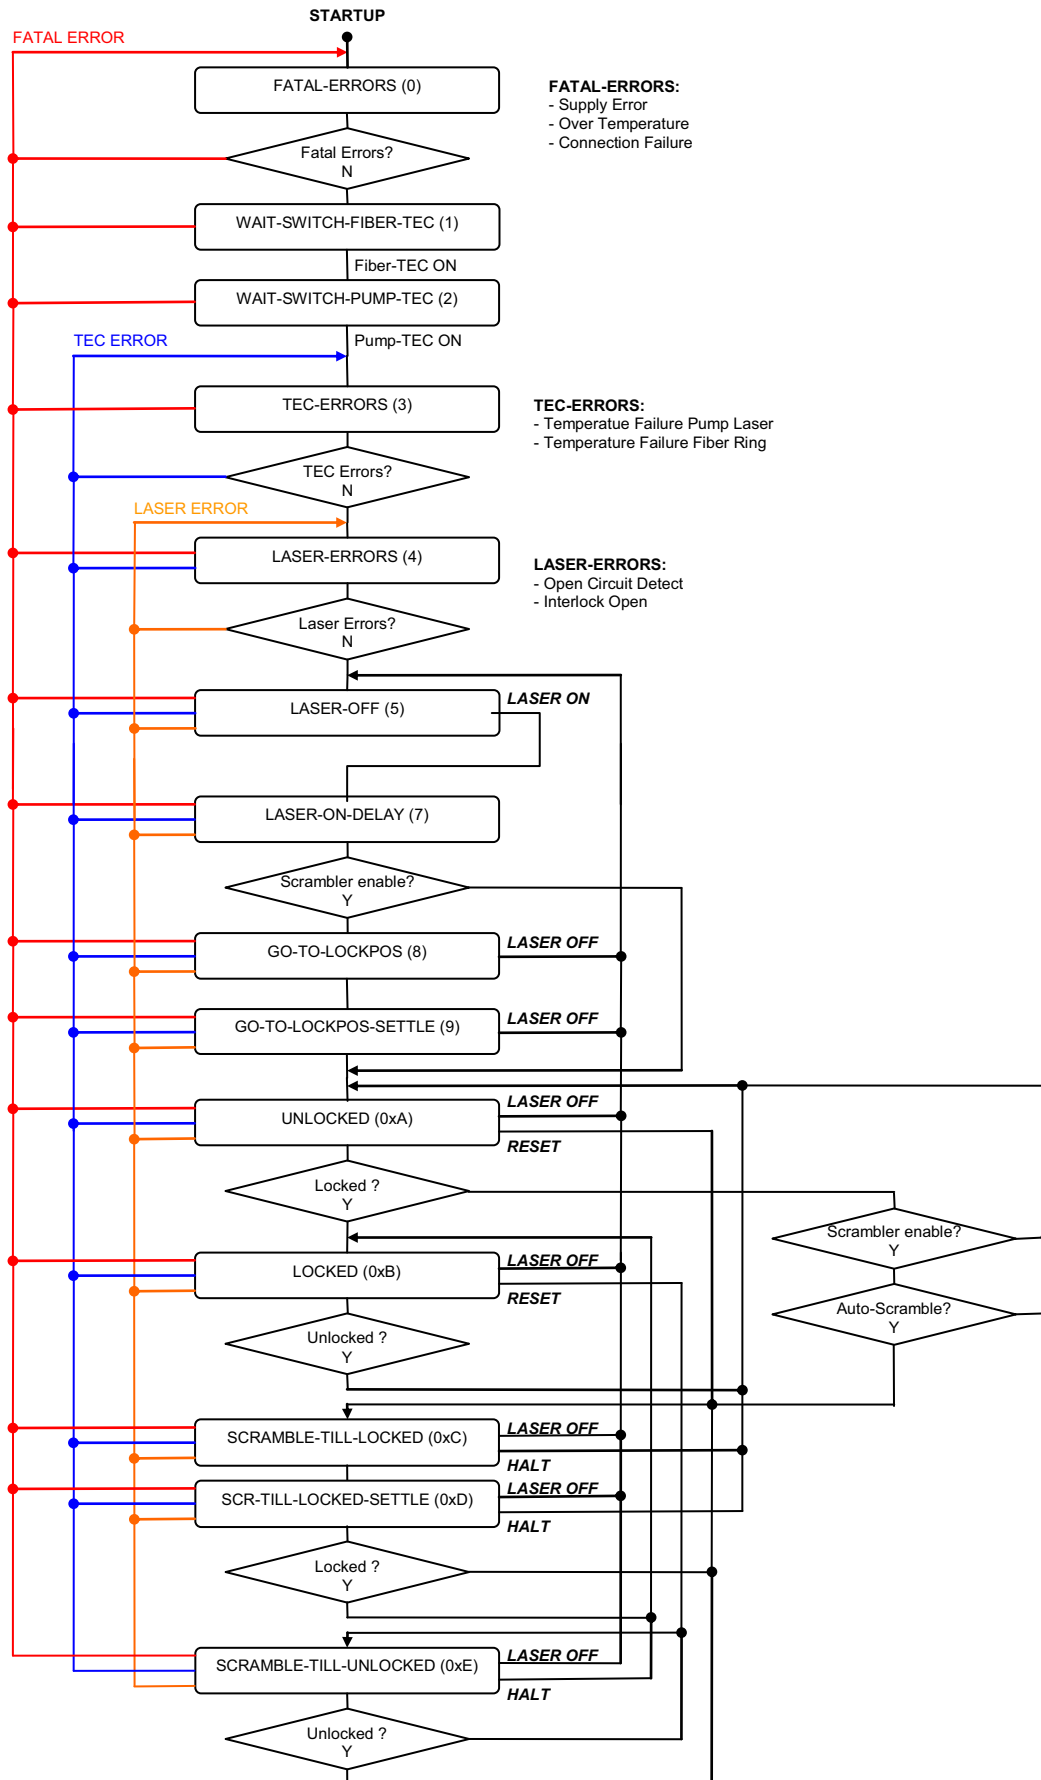 STARTUP
FATAL ERROR
FATAL-ERRORS (0)
FATAL-ERRORS:
- Supply Error
- Over Temperature
- Connection Failure
Fatal Errors?
N
WAIT-SWITCH-FIBER-TEC (1)
Fiber-TEC ON
WAIT-SWITCH-PUMP-TEC (2)
TEC ERROR
Pump-TEC ON
TEC-ERRORS (3)
TEC-ERRORS:
- Temperatue Failure Pump Laser
- Temperature Failure Fiber Ring
TEC Errors?
N
LASER ERROR
LASER-ERRORS (4)
LASER-ERRORS:
- Open Circuit Detect
- Interlock Open
Laser Errors?
N
LASER-OFF (5)
LASER ON
LASER-ON-DELAY (7)
Scrambler enable?
Y
GO-TO-LOCKPOS (8)
LASER OFF
GO-TO-LOCKPOS-SETTLE (9)
LASER OFF
UNLOCKED (0xA)
LASER OFF
RESET
Locked ?
Y
Scrambler enable?
Y
LOCKED (0xB)
LASER OFF
RESET
Auto-Scramble?
Y
Unlocked ?
Y
SCRAMBLE-TILL-LOCKED (0xC)
LASER OFF
HALT
SCR-TILL-LOCKED-SETTLE (0xD)
LASER OFF
HALT
Locked ?
Y
SCRAMBLE-TILL-UNLOCKED (0xE)
LASER OFF
HALT
Unlocked ?
Y